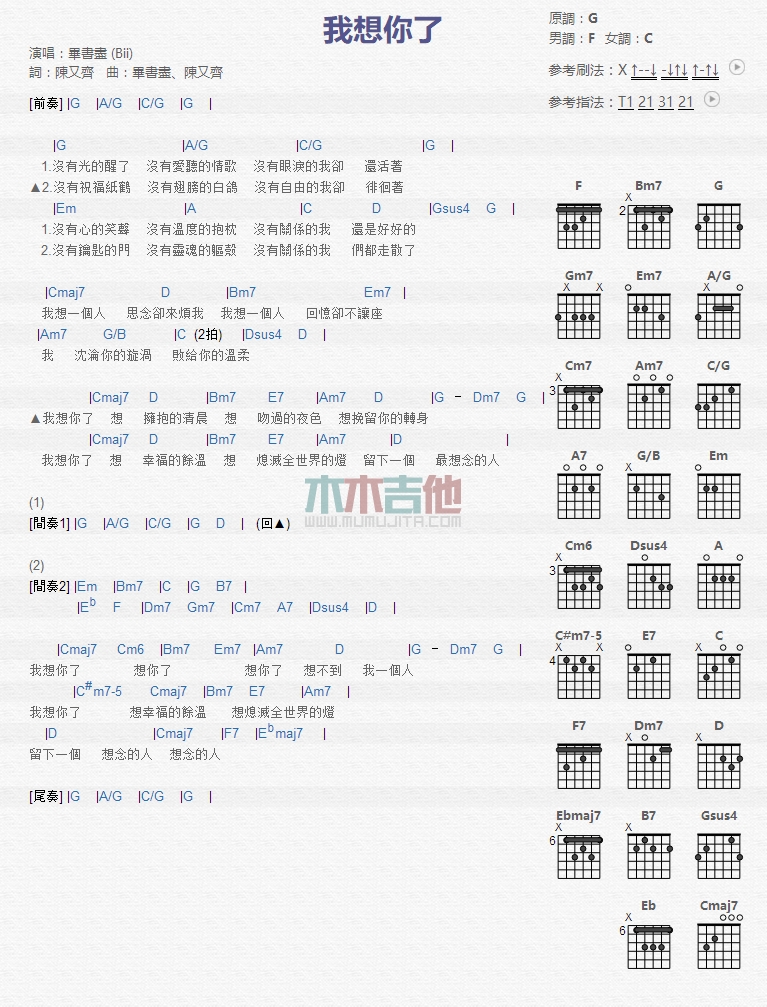 我想你了
原調：G
男調：F 女調：C
演唱：畢書盡 (Bii)
詞：陳又齊 曲：畢書盡、陳又齊
參考刷法：X ↑--↓ -↓↑↓ ↑-↑↓
參考指法：T1 21 31 21
[前奏] |G |A/G |C/G |G |
|G |A/G |C/G |G |
1.沒有光的醒了 沒有愛聽的情歌 沒有眼淚的我卻 還活著
▲2.沒有祝福紙鶴 沒有翅膀的白鴿 沒有自由的我卻 徘徊著
|Em |A |C D |Gsus4 G |
1.沒有心的笑聲 沒有溫度的抱枕 沒有關係的我 還是好好的
2.沒有鑰匙的門 沒有靈魂的軀殼 沒有關係的我 們都走散了
|Cmaj7 D |Bm7 Em7 |
我想一個人 思念卻來煩我 我想一個人 回憶卻不讓座
|Am7 G/B |C (2拍) |Dsus4 D |
我 沈淪你的漩渦 敗給你的溫柔
|Cmaj7 D |Bm7 E7 |Am7 D |G - Dm7 G |
▲我想你了 想 擁抱的清晨 想 吻過的夜色 想挽留你的轉身
|Cmaj7 D |Bm7 E7 |Am7 |D |
我想你了 想 幸福的餘溫 想 熄滅全世界的燈 留下一個 最想念的人
木木吉他
WWW.MUMUJITA.COM
(1)
[間奏1] |G |A/G |C/G |G D | (回▲)
(2)
[間奏2] |Em |Bm7 |C |G B7 |
|Eb F |Dm7 Gm7 |Cm7 A7 |Dsus4 |D |
|Cmaj7 Cm6 |Bm7 Em7 |Am7 D |G - Dm7 G |
我想你了 想你了 想你了 想不到 我一個人
|C#m7-5 Cmaj7 |Bm7 E7 |Am7 |
我想你了 想幸福的餘溫 想熄滅全世界的燈
|D |Cmaj7 |F7 |Ebmaj7 |
留下一個 想念的人 想念的人
[尾奏] |G |A/G |C/G |G |
F Bm7 G
X
2
Gm7 Em7 A/G
X X O X O
Cm7 Am7 C/G
X O O O O
3
A7 G/B Em
O O O X O
Cm6 Dsus4 A
X O O O
3
C#m7-5 E7 C
X X O X O O
4
F7 Dm7 D
X O X
Ebmaj7 B7 Gsus4
X X
6
Eb Cmaj7
X O O O
6